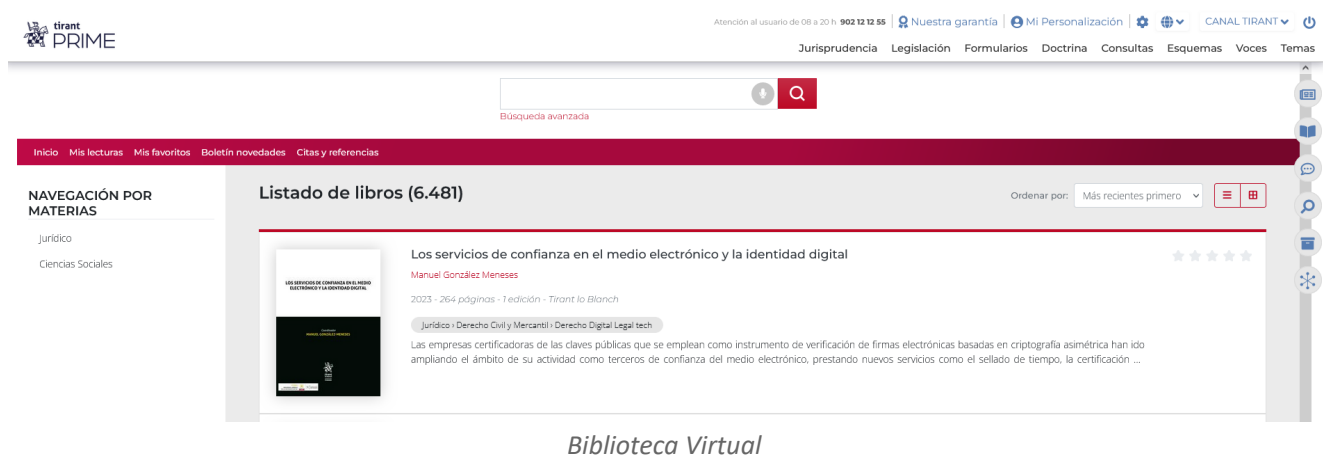 tirant
PRIME
Atención al usuario de 08 a 20 h 902 12 12 55 Nuestra garantía Mi Personalización CANAL TIRANT
Jurisprudencia Legislación Formularios Doctrina Consultas Esquemas Voces Temas
Búsqueda avanzada
Inicio Mis lecturas Mis favoritos Boletín novedades Citas y referencias
NAVEGACIÓN POR
MATERIAS
Jurídico
Ciencias Sociales
Listado de libros (6.481)
Ordenar por: Más recientes primero
LOS SERVICIOS DE CONFIANZA EN EL MEDIO
ELECTRÓNICO Y LA IDENTIDAD DIGITAL
MANUEL GONZÁLEZ MENESES
Los servicios de confianza en el medio electrónico y la identidad digital
Manuel González Meneses
2023 - 264 páginas - 1 edición - Tirant lo Blanch
Jurídico › Derecho Civil y Mercantil › Derecho Digital Legal tech
Las empresas certificadoras de las claves públicas que se emplean como instrumento de verificación de firmas electrónicas basadas en criptografía asimétrica han ido
ampliando el ámbito de su actividad como terceros de confianza del medio electrónico, prestando nuevos servicios como el sellado de tiempo, la certificación ...
Biblioteca Virtual